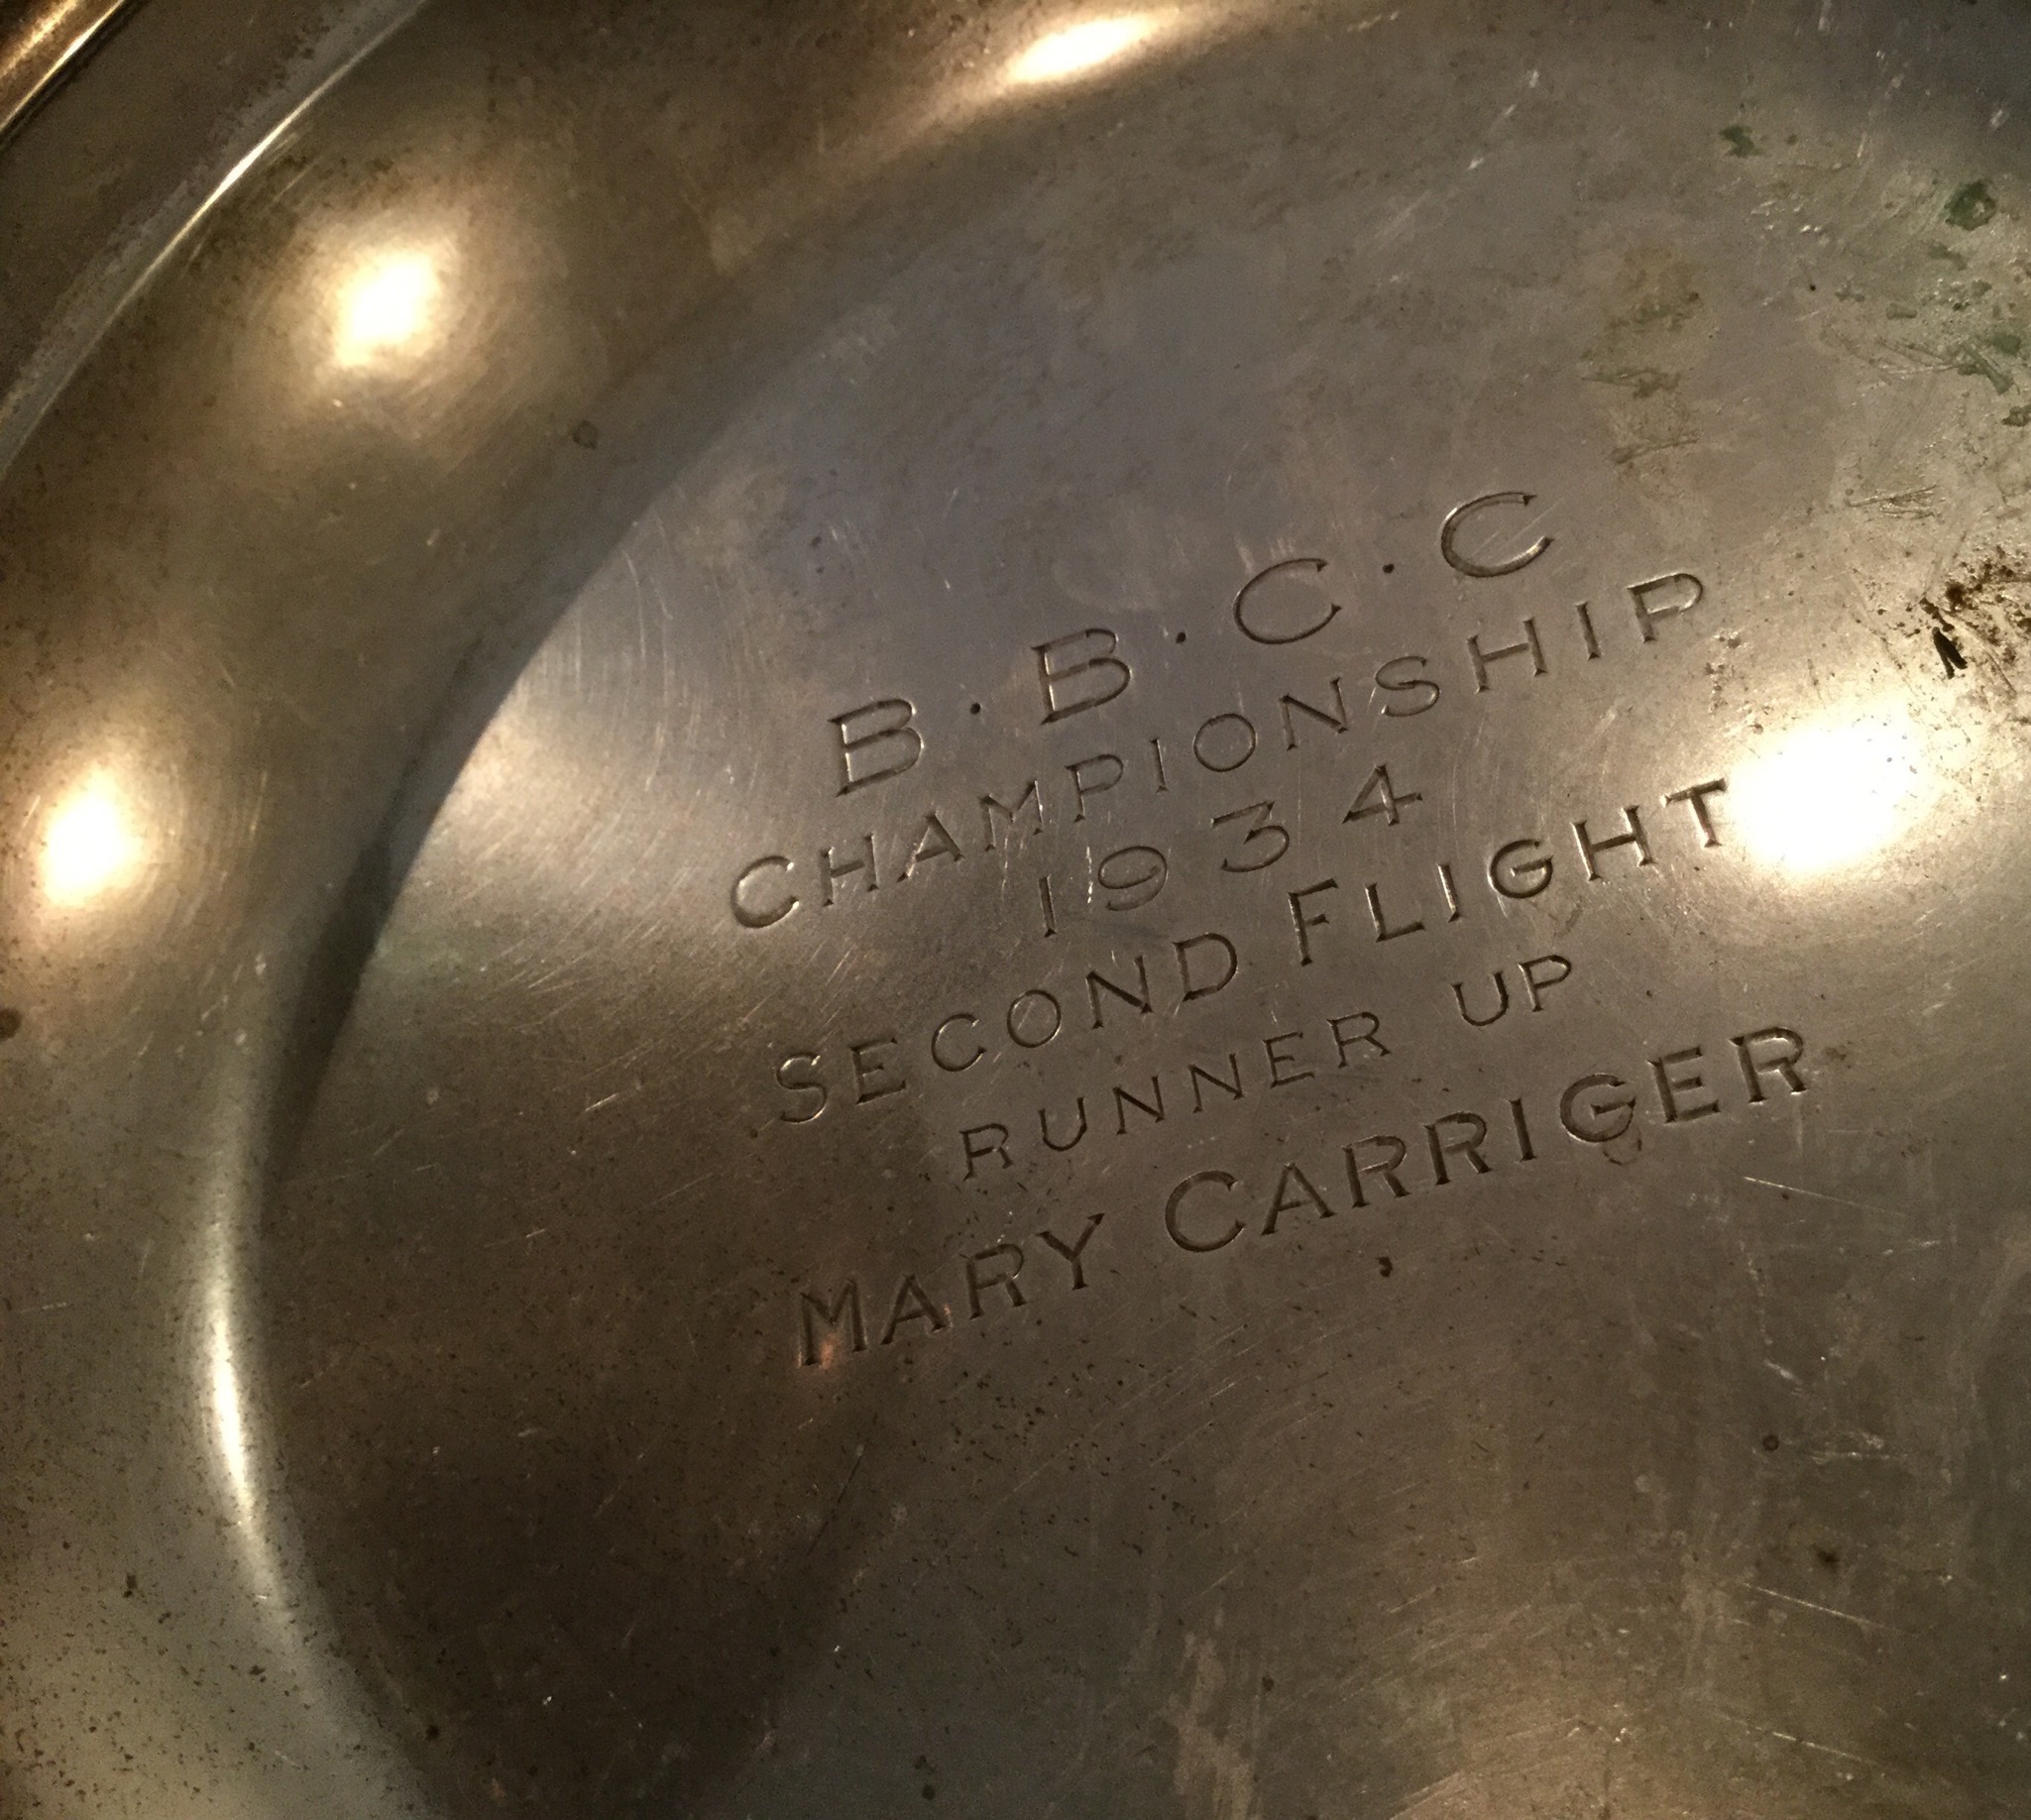 B·B·C·C
CHAMPIONSHIP
1934
SECOND FLIGHT
RUNNER UP
MARY CARRIGER